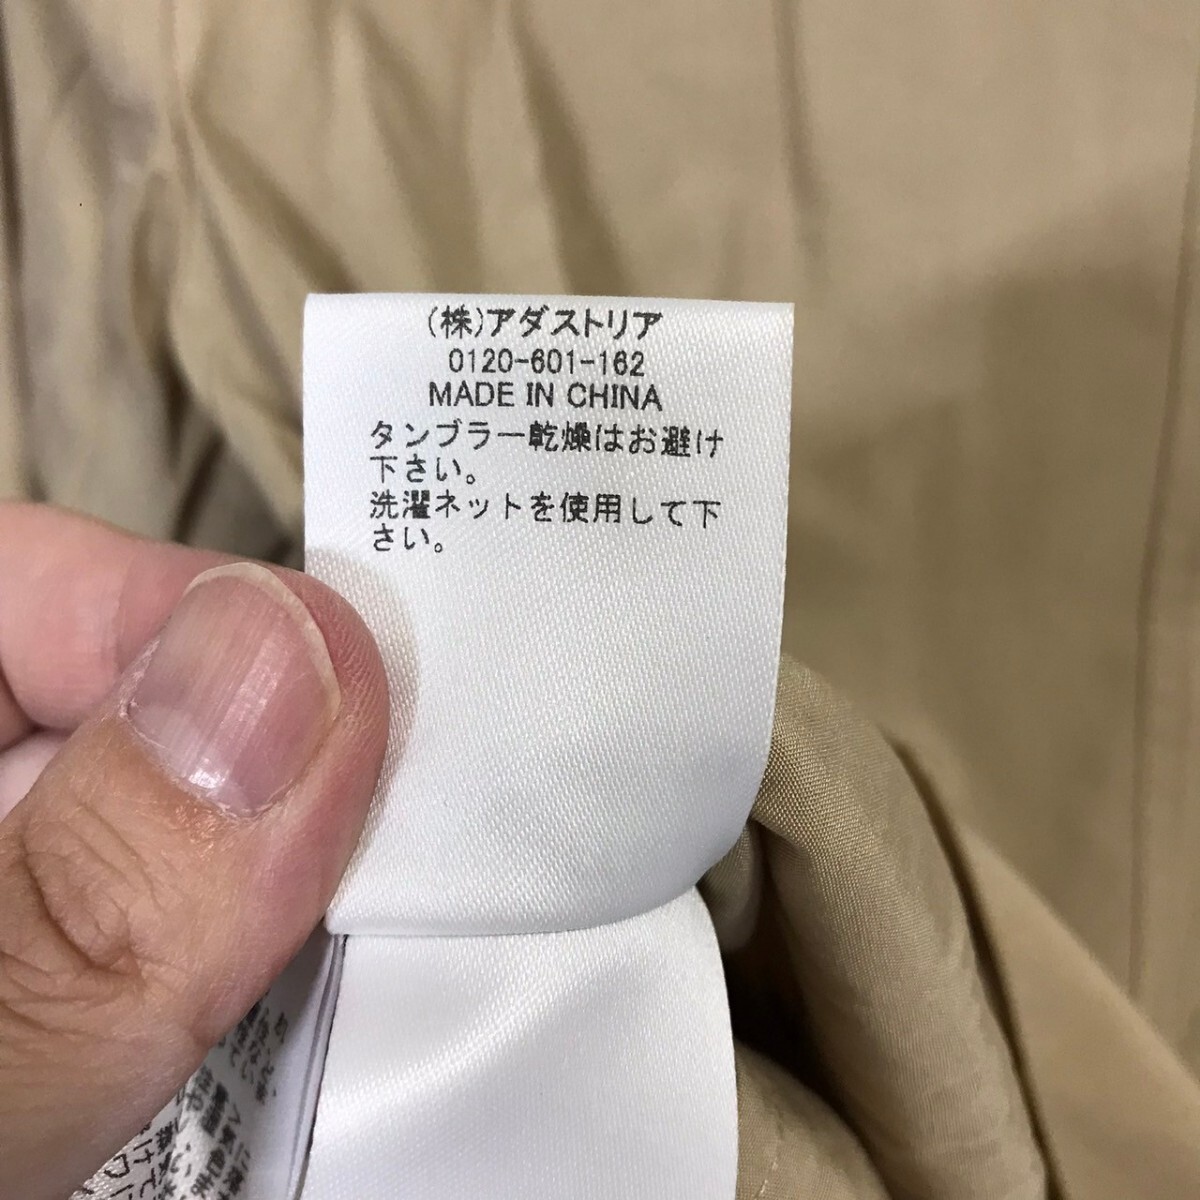 (株)アダストリア
0120-601-162
MADE IN CHINA
タンブラー乾燥はお避け
下さい。
洗濯ネットを使用して下
さい。